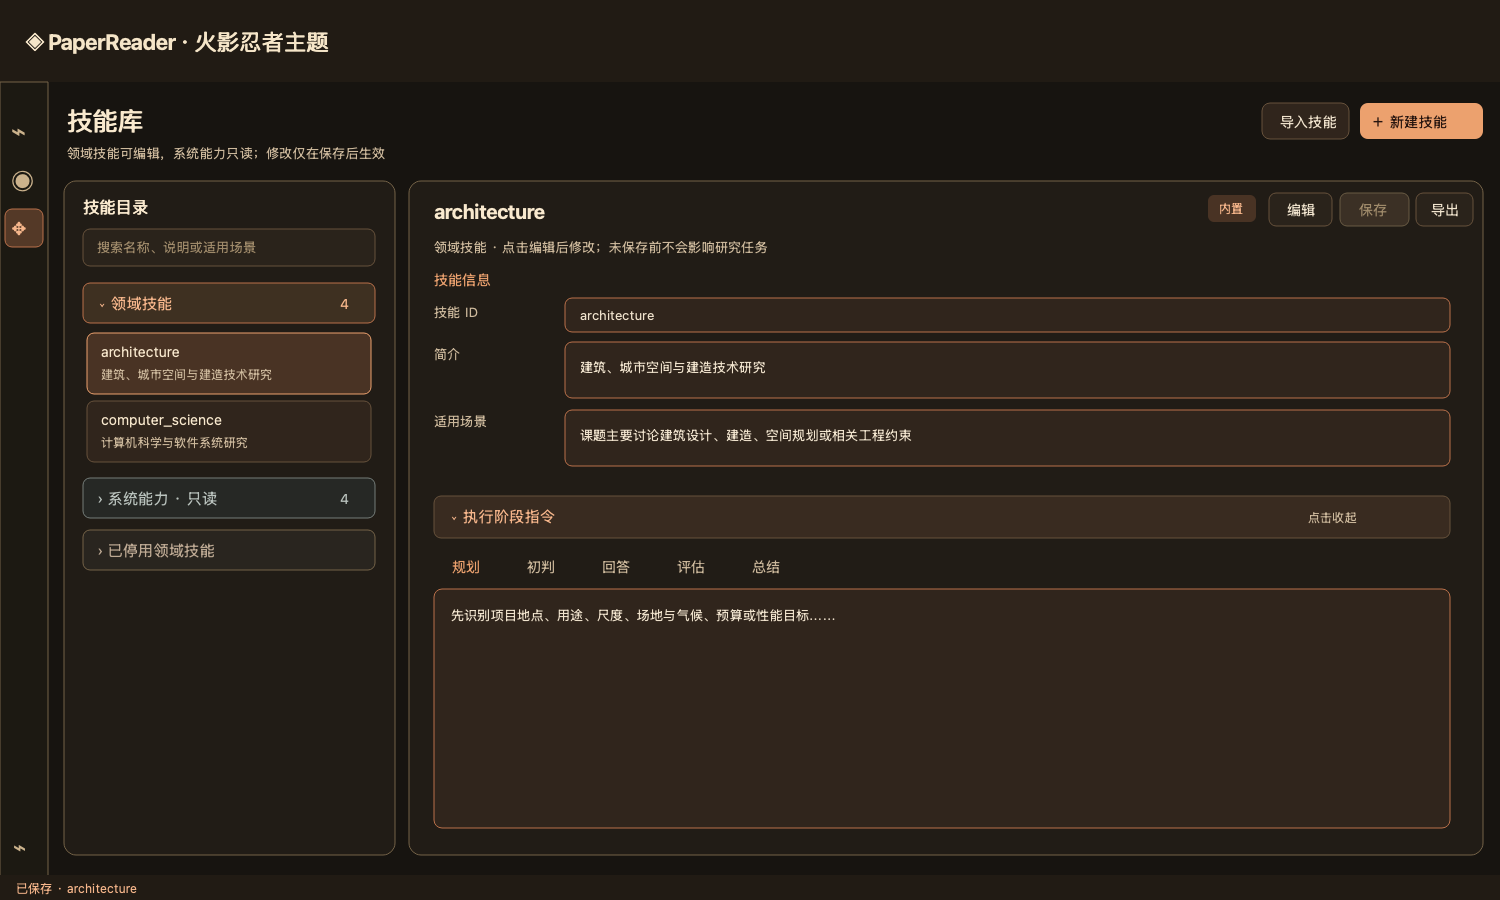 ◈ PaperReader · 火影忍者主题
技能库
领域技能可编辑，系统能力只读；修改仅在保存后生效
导入技能
+ 新建技能
技能目录
搜索名称、说明或适用场景
⌄ 领域技能 4
architecture
建筑、城市空间与建造技术研究
computer_science
计算机科学与软件系统研究
› 系统能力 · 只读 4
› 已停用领域技能
architecture
内置
编辑
保存
导出
领域技能 · 点击编辑后修改；未保存前不会影响研究任务
技能信息
技能 ID
architecture
简介
建筑、城市空间与建造技术研究
适用场景
课题主要讨论建筑设计、建造、空间规划或相关工程约束
⌄ 执行阶段指令
点击收起
规划 初判 回答 评估 总结
先识别项目地点、用途、尺度、场地与气候、预算或性能目标……
已保存 · architecture